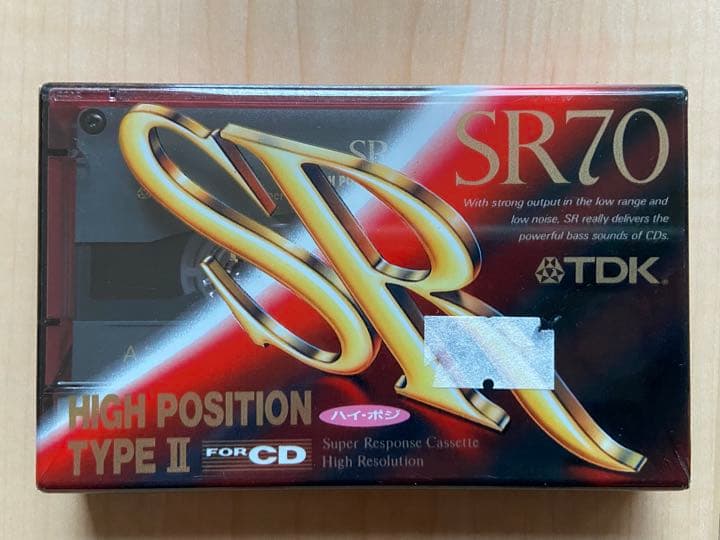 SR70
With strong output in the low range and
low noise, SR really delivers the
powerful bass sounds of CDs.
TDK
SR
SR
A
HIGH POSITION
ハイ・ポジ
TYPE II
FOR CD
Super Response Cassette
High Resolution